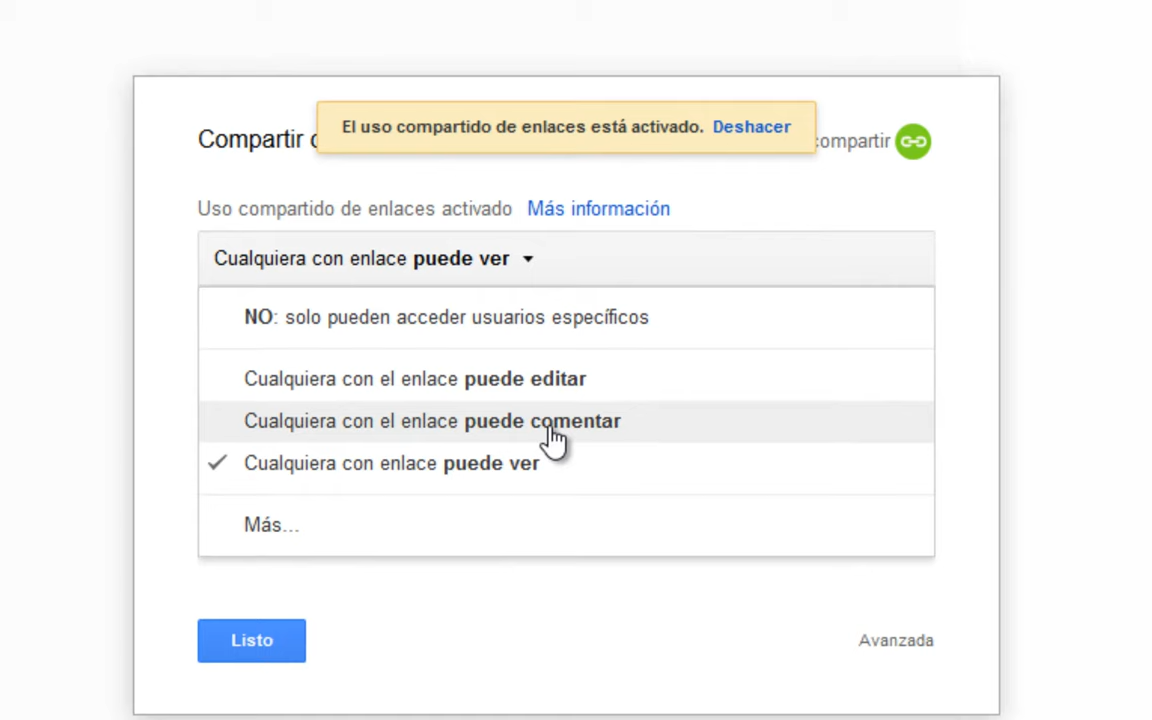 El uso compartido de enlaces está activado. Deshacer
Compartir compartir
Uso compartido de enlaces activado Más información
Cualquiera con enlace puede ver
NO: solo pueden acceder usuarios específicos
Cualquiera con el enlace puede editar
Cualquiera con el enlace puede comentar
Cualquiera con enlace puede ver
Más...
Listo Avanzada